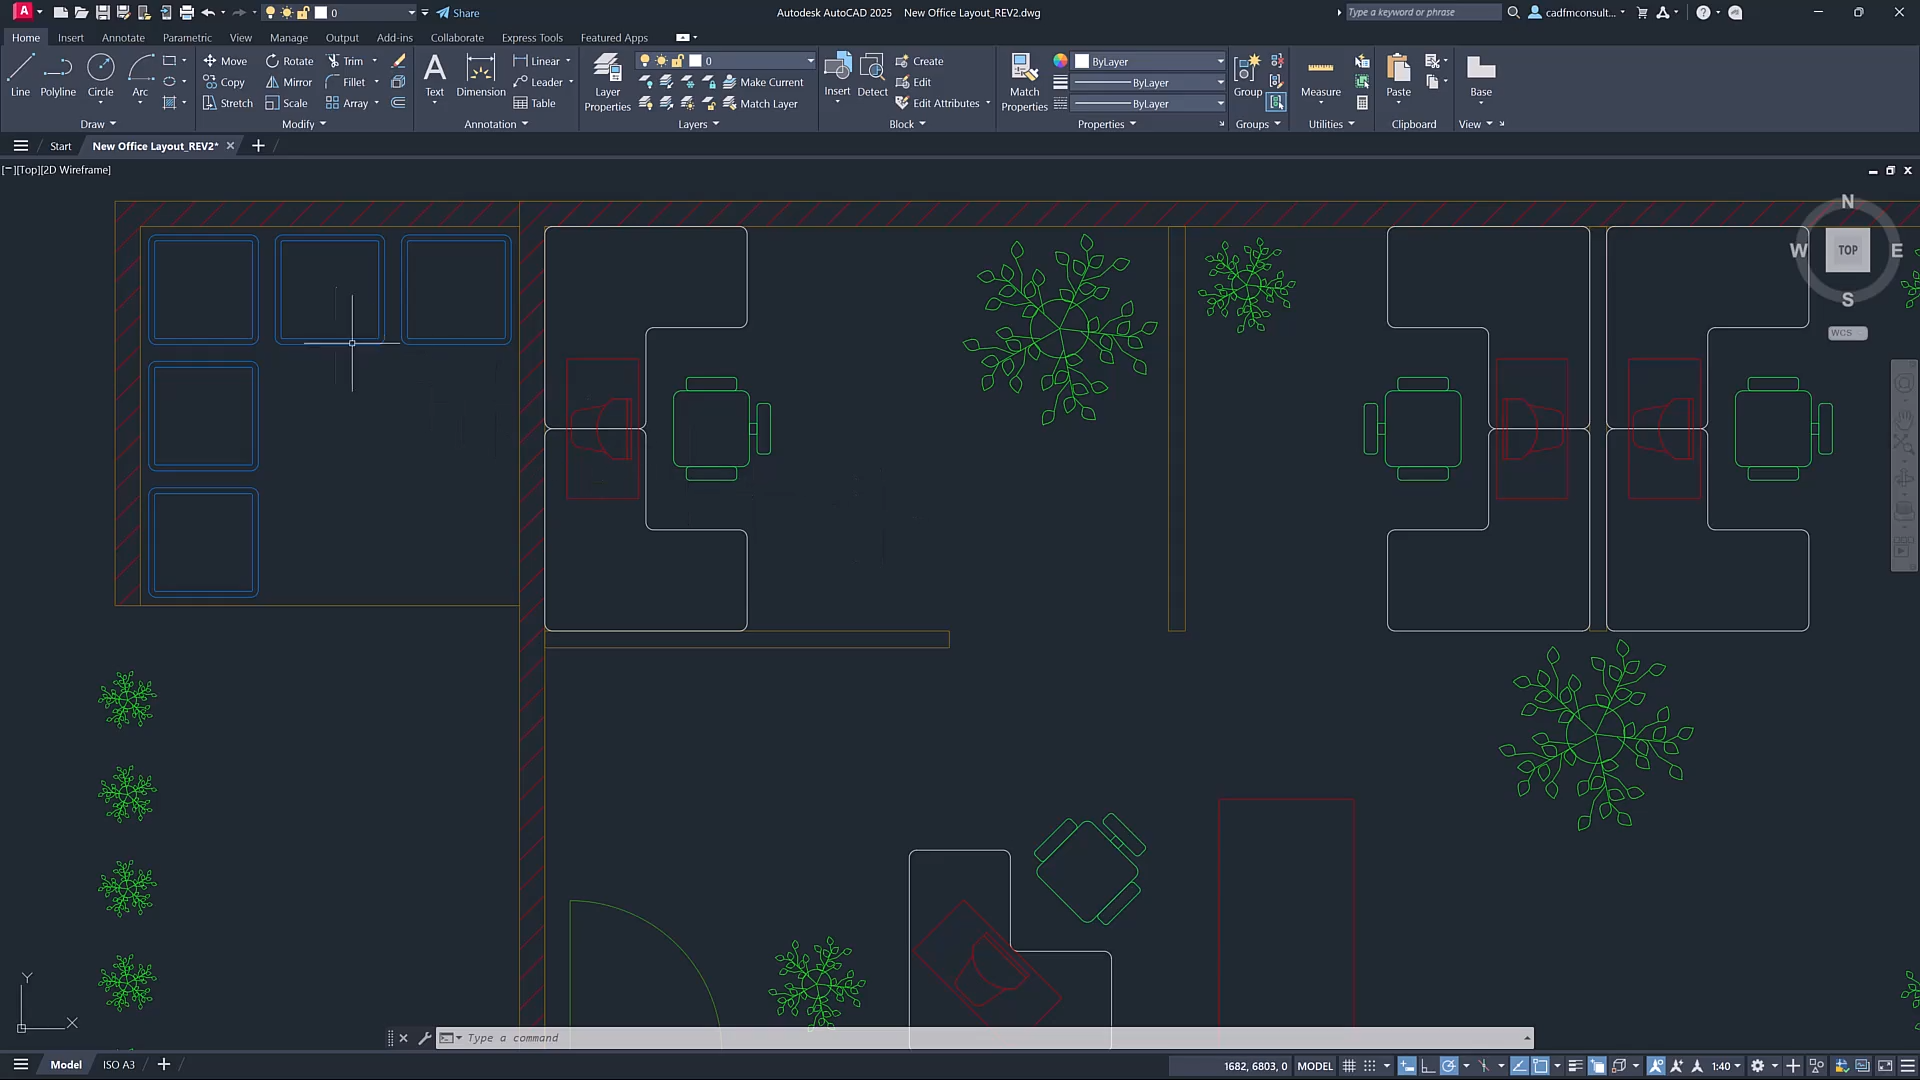 A 0 Share Autodesk AutoCAD 2025 New Office Layout_REV2.dwg Type a keyword or phrase cadfmconsult...
Home Insert Annotate Parametric View Manage Output Add-ins Collaborate Express Tools Featured Apps
Line Polyline Circle Arc
Move Rotate Trim
Copy Mirror Fillet
Stretch Scale Array
Text Dimension
Linear
Leader
Table
Layer Properties
0
Make Current
Match Layer
Insert Detect
Create
Edit
Edit Attributes
Match Properties
ByLayer
ByLayer
ByLayer
Group Measure Paste Base
Draw Modify Annotation Layers Block Properties Groups Utilities Clipboard View
Start New Office Layout_REV2*
[−][Top][2D Wireframe]
N
W TOP E
S
WCS
Y
X
Type a command
Model ISO A3 1682, 6803, 0 MODEL 1:40